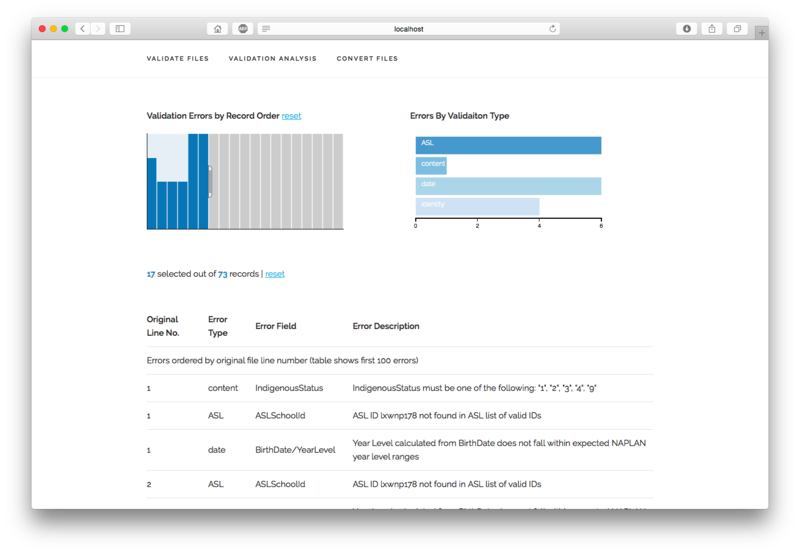 localhost
ABP
VALIDATE FILES VALIDATION ANALYSIS CONVERT FILES
Validation Errors by Record Order reset
Errors By Validaiton Type
ASL
content
date
identity
0 2 4 6
17 selected out of 73 records | reset
Original Line No. Error Type Error Field Error Description
Errors ordered by original file line number (table shows first 100 errors)
1 content IndigenousStatus IndigenousStatus must be one of the following: "1", "2", "3", "4", "9"
1 ASL ASLSchoolId ASL ID lxwnp178 not found in ASL list of valid IDs
1 date BirthDate/YearLevel Year Level calculated from BirthDate does not fall within expected NAPLAN
year level ranges
2 ASL ASLSchoolId ASL ID lxwnp178 not found in ASL list of valid IDs